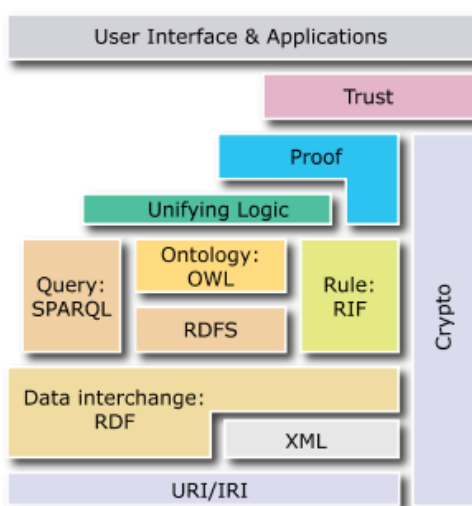 User Interface & Applications
Trust
Proof
Unifying Logic
Query:
SPARQL
Ontology:
OWL
RDFS
Rule:
RIF
Crypto
Data interchange:
RDF
XML
URI/IRI